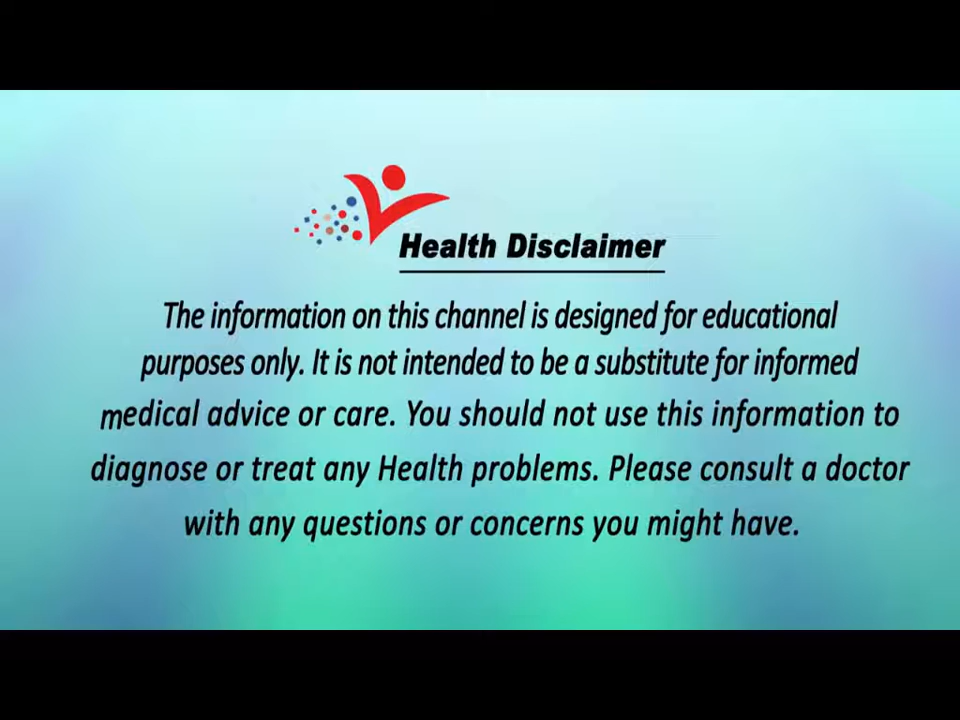 Health Disclaimer
The information on this channel is designed for educational
purposes only. It is not intended to be a substitute for informed
medical advice or care. You should not use this information to
diagnose or treat any Health problems. Please consult a doctor
with any questions or concerns you might have.